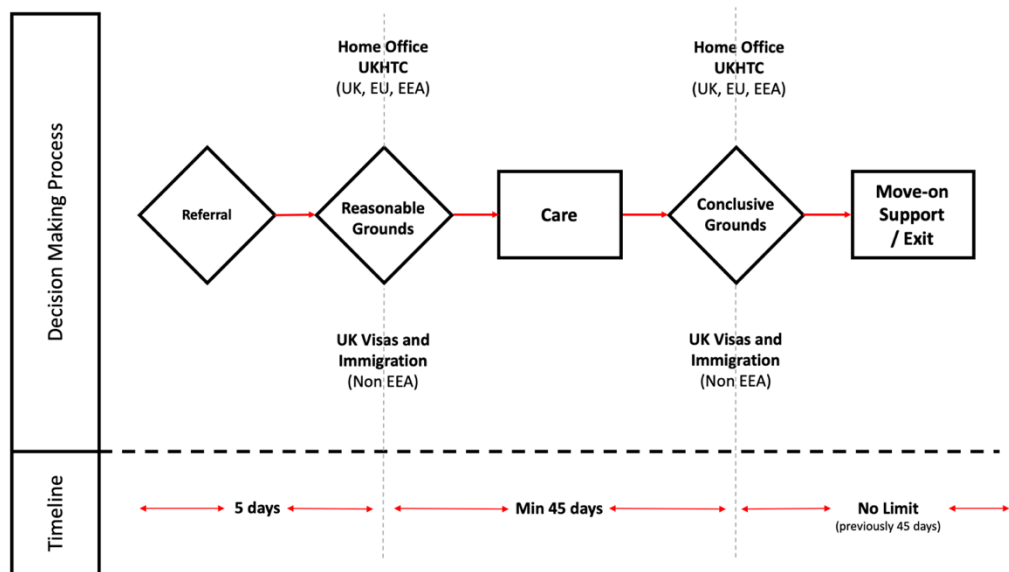 Decision Making Process
Home Office
UKHTC
(UK, EU, EEA)
Home Office
UKHTC
(UK, EU, EEA)
Referral
Reasonable
Grounds
Care
Conclusive
Grounds
Move-on
Support
/ Exit
UK Visas and
Immigration
(Non EEA)
UK Visas and
Immigration
(Non EEA)
Timeline
5 days
Min 45 days
No Limit
(previously 45 days)